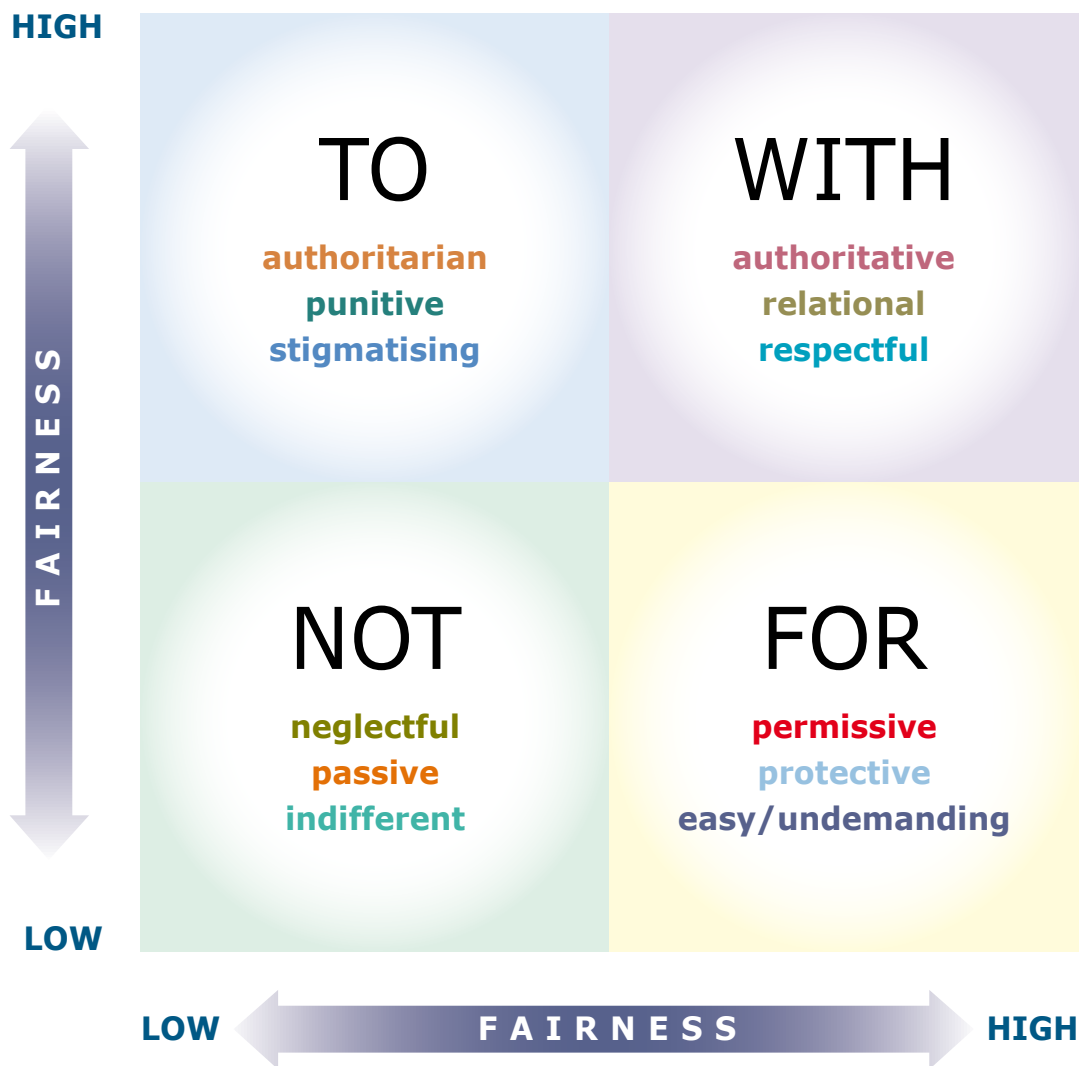 HIGH
TO
authoritarian
punitive
stigmatising
WITH
authoritative
relational
respectful
FAIRNESS
NOT
neglectful
passive
indifferent
FOR
permissive
protective
easy/undemanding
LOW
LOW
FAIRNESS
HIGH